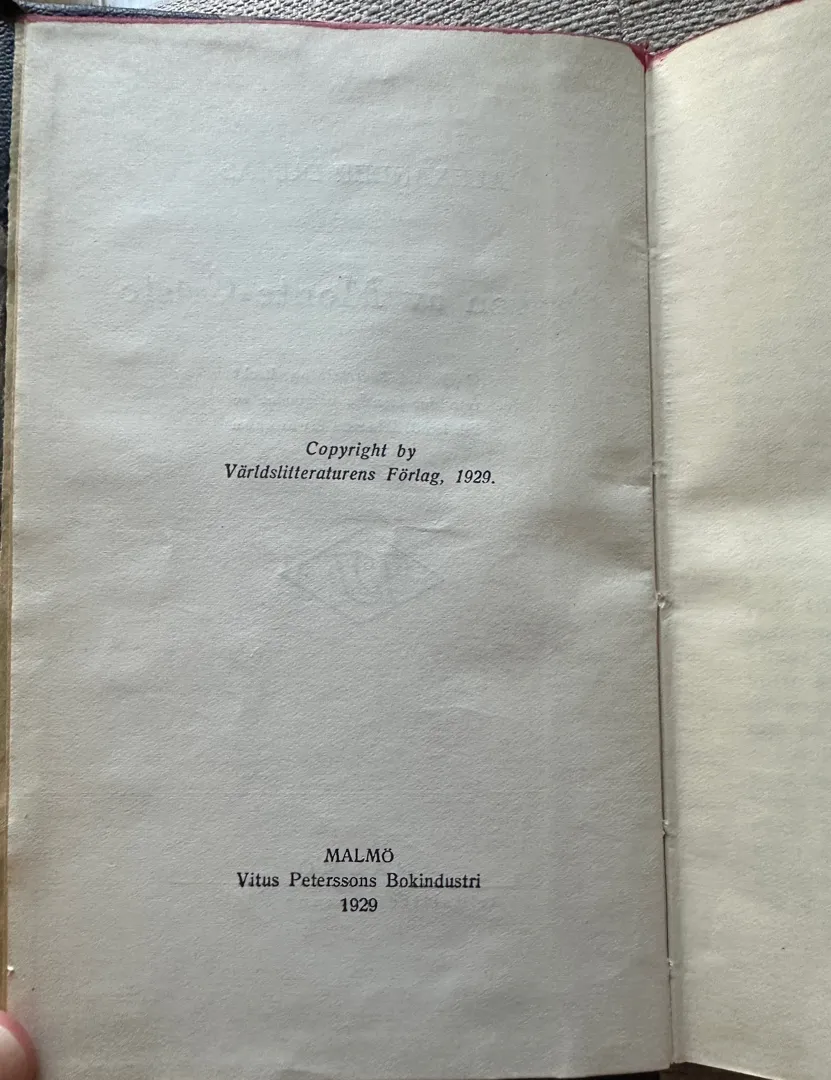 Copyright by
Världslitteraturens Förlag, 1929.
MALMÖ
Vitus Peterssons Bokindustri
1929